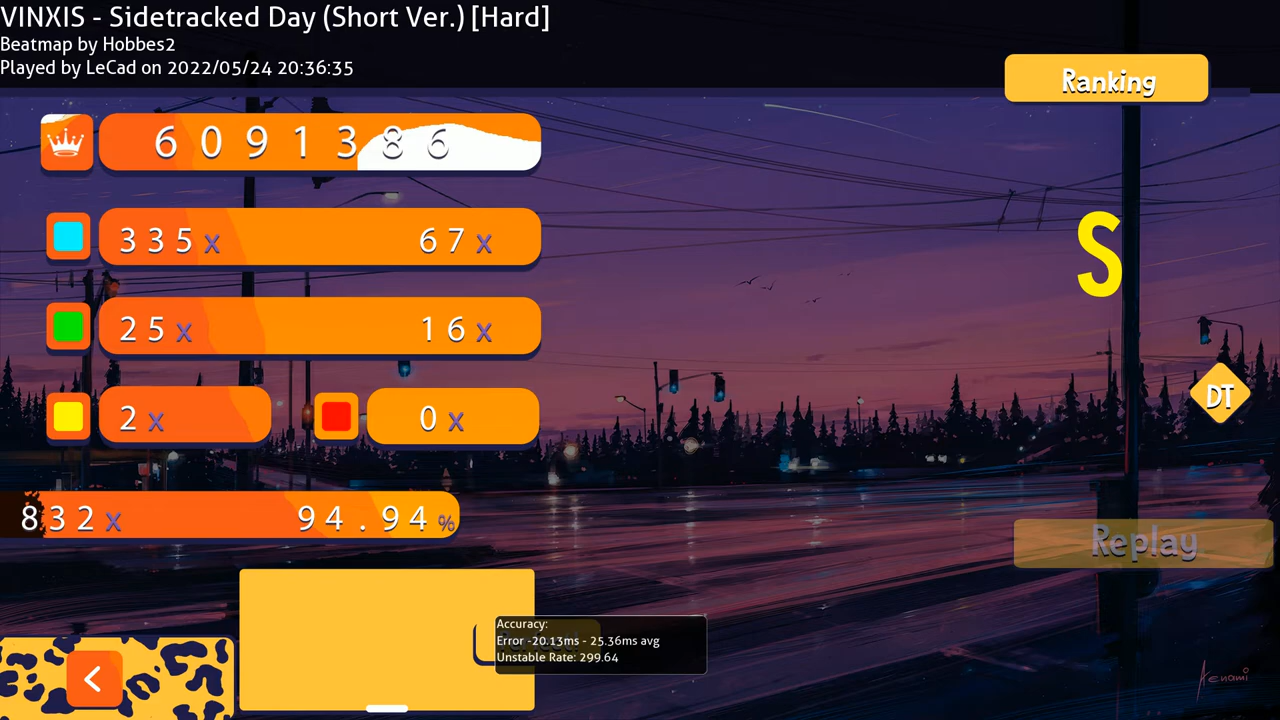 VINXIS - Sidetracked Day (Short Ver.) [Hard]
Beatmap by Hobbes2
Played by LeCad on 2022/05/24 20:36:35
Ranking
6091386
335x 67x
S
25x 16x
DT
2x 0x
832x 94.94%
Replay
Accuracy:
Error -20.13ms - 25.36ms avg
Unstable Rate: 299.64
Aenami